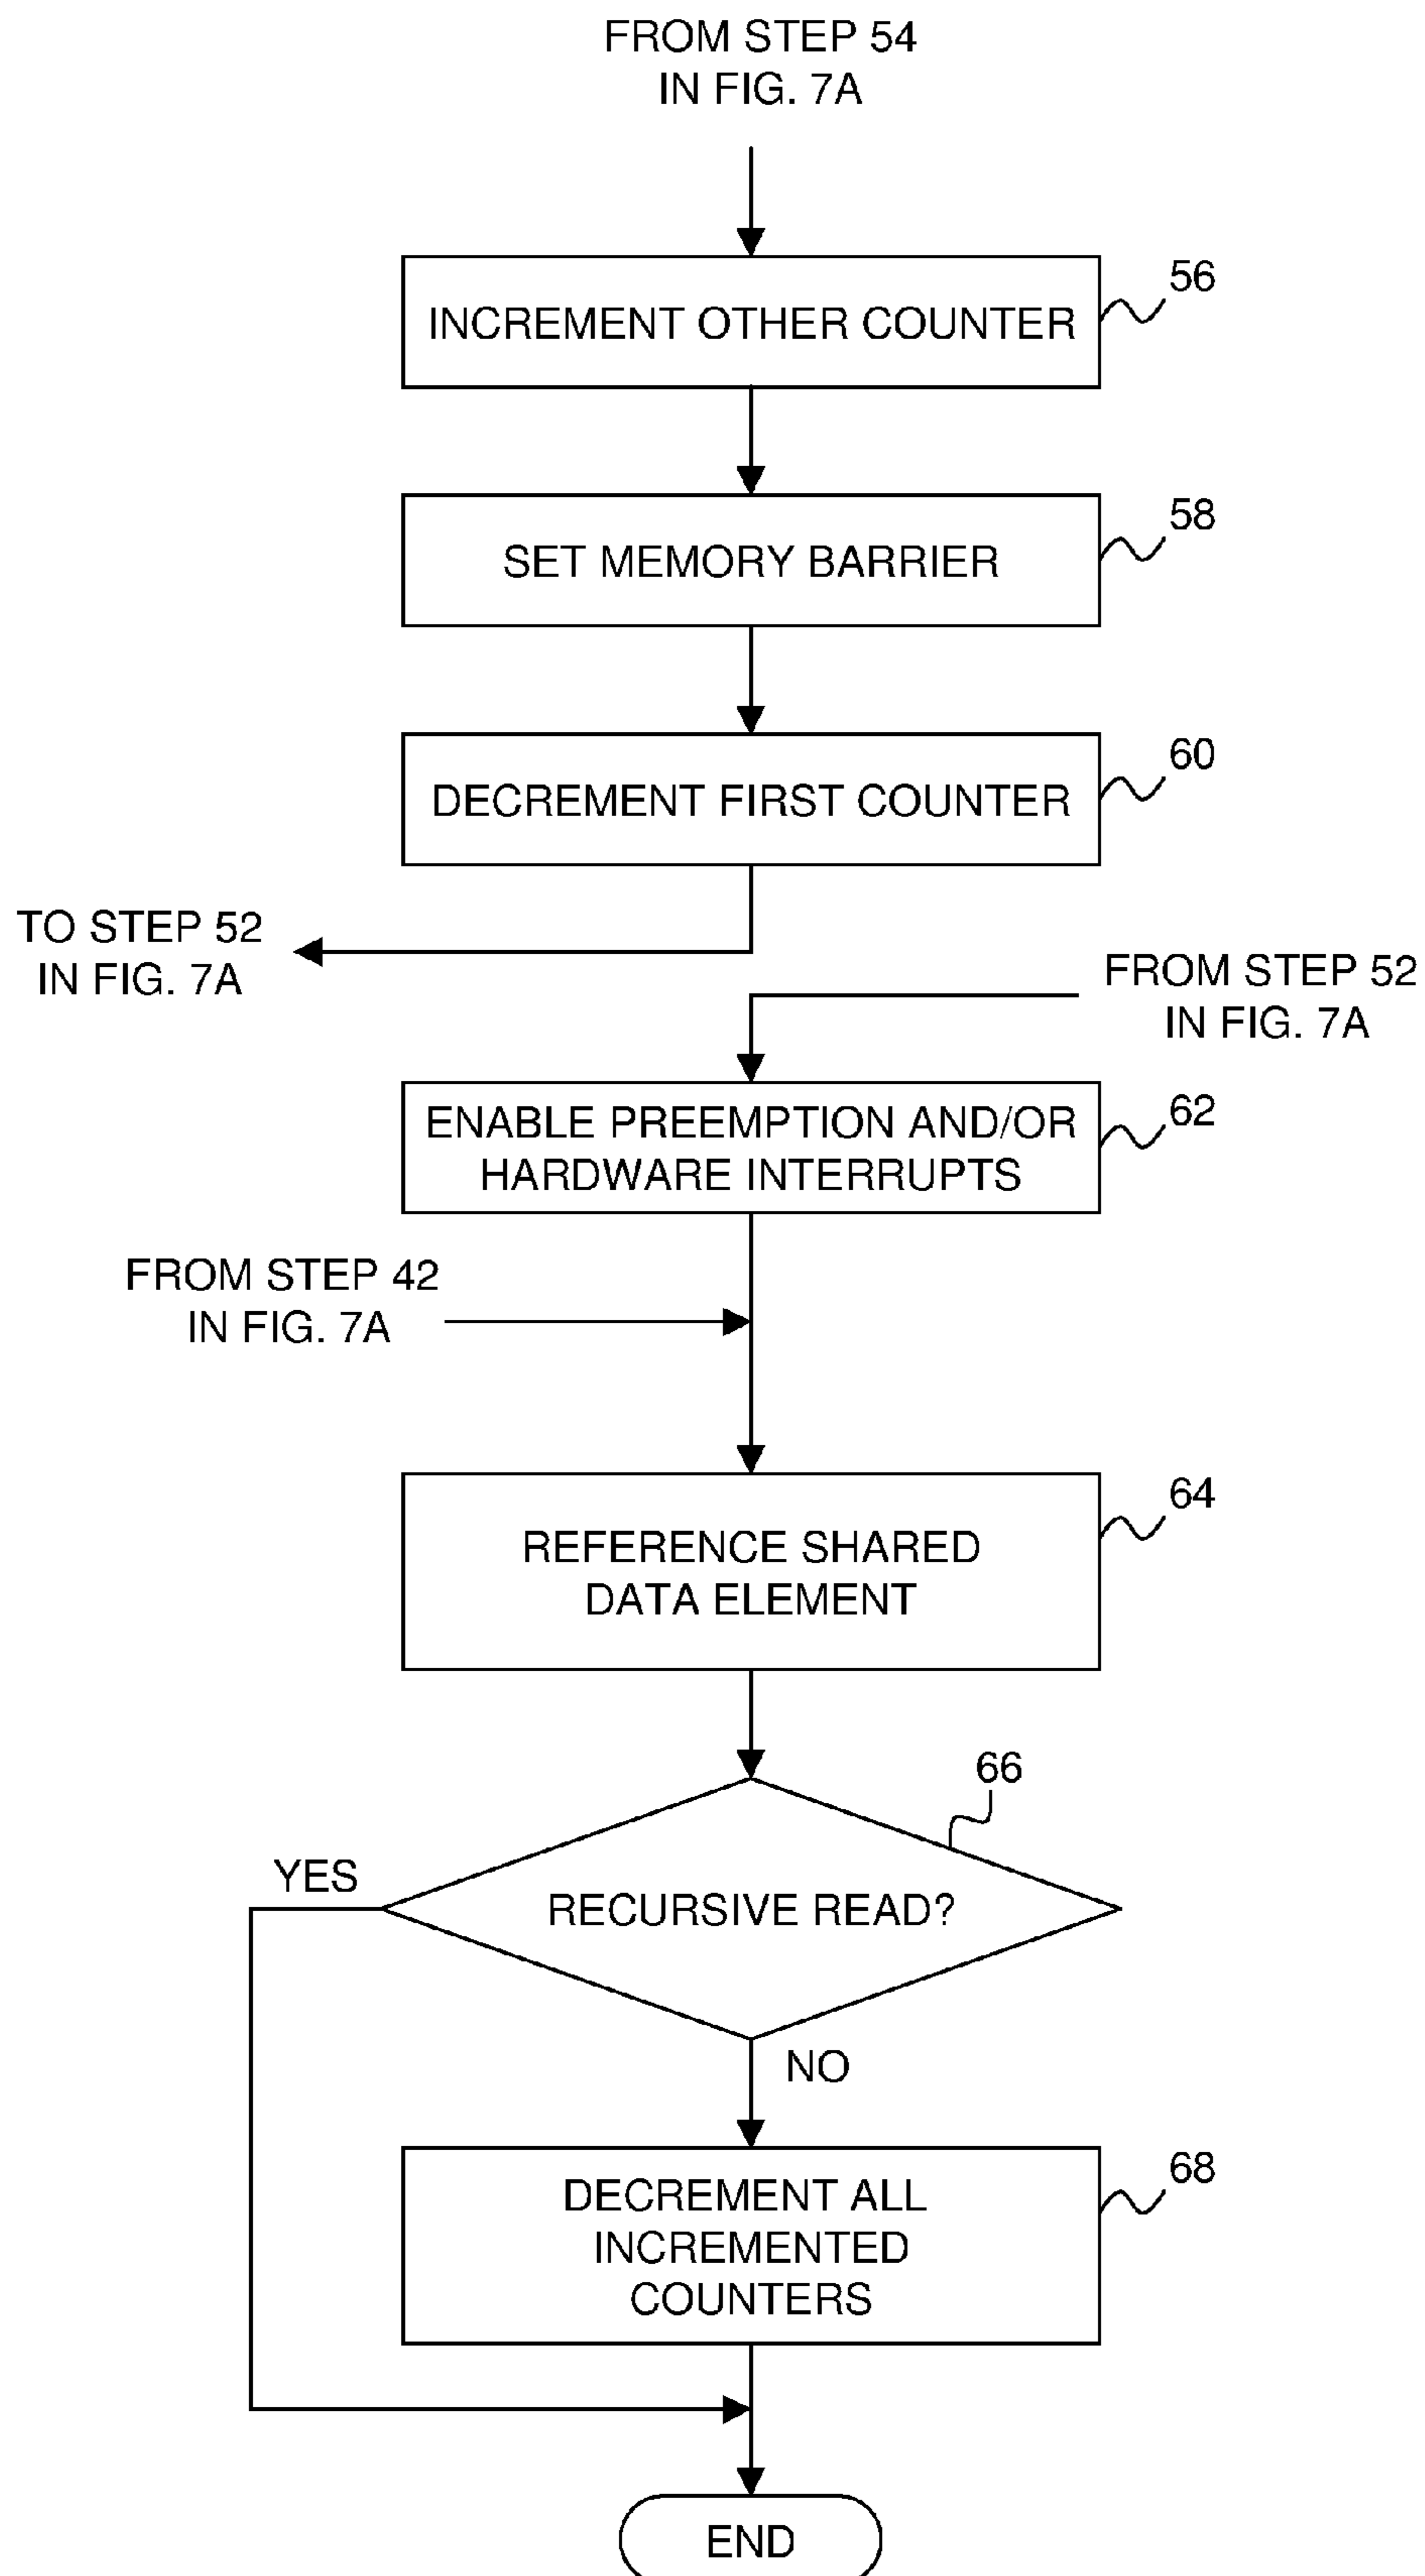 FROM STEP 54
IN FIG. 7A
56
INCREMENT OTHER COUNTER
58
SET MEMORY BARRIER
60
DECREMENT FIRST COUNTER
TO STEP 52
IN FIG. 7A
FROM STEP 52
IN FIG. 7A
62
ENABLE PREEMPTION AND/OR
HARDWARE INTERRUPTS
FROM STEP 42
IN FIG. 7A
64
REFERENCE SHARED
DATA ELEMENT
66
YES
RECURSIVE READ?
NO
68
DECREMENT ALL
INCREMENTED
COUNTERS
END